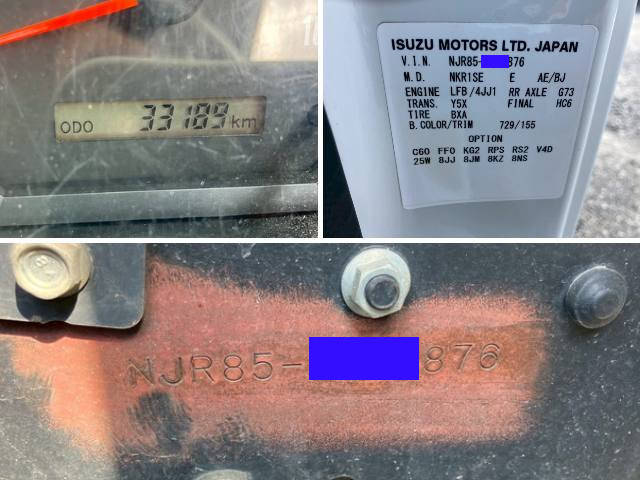 ODO 33189 km
ISUZU MOTORS LTD. JAPAN
V.I.N. NJR85- 876
M.D. NKR1SE E AE/BJ
ENGINE LFB/4JJ1 RR AXLE G73
TRANS. Y5X FINAL HC6
TIRE BXA
B.COLOR/TRIM 729/155
OPTION
C60 FF0 KG2 RPS RS2 V4D
25W 8JJ 8JM 8KZ 8NS
NJR85- 876